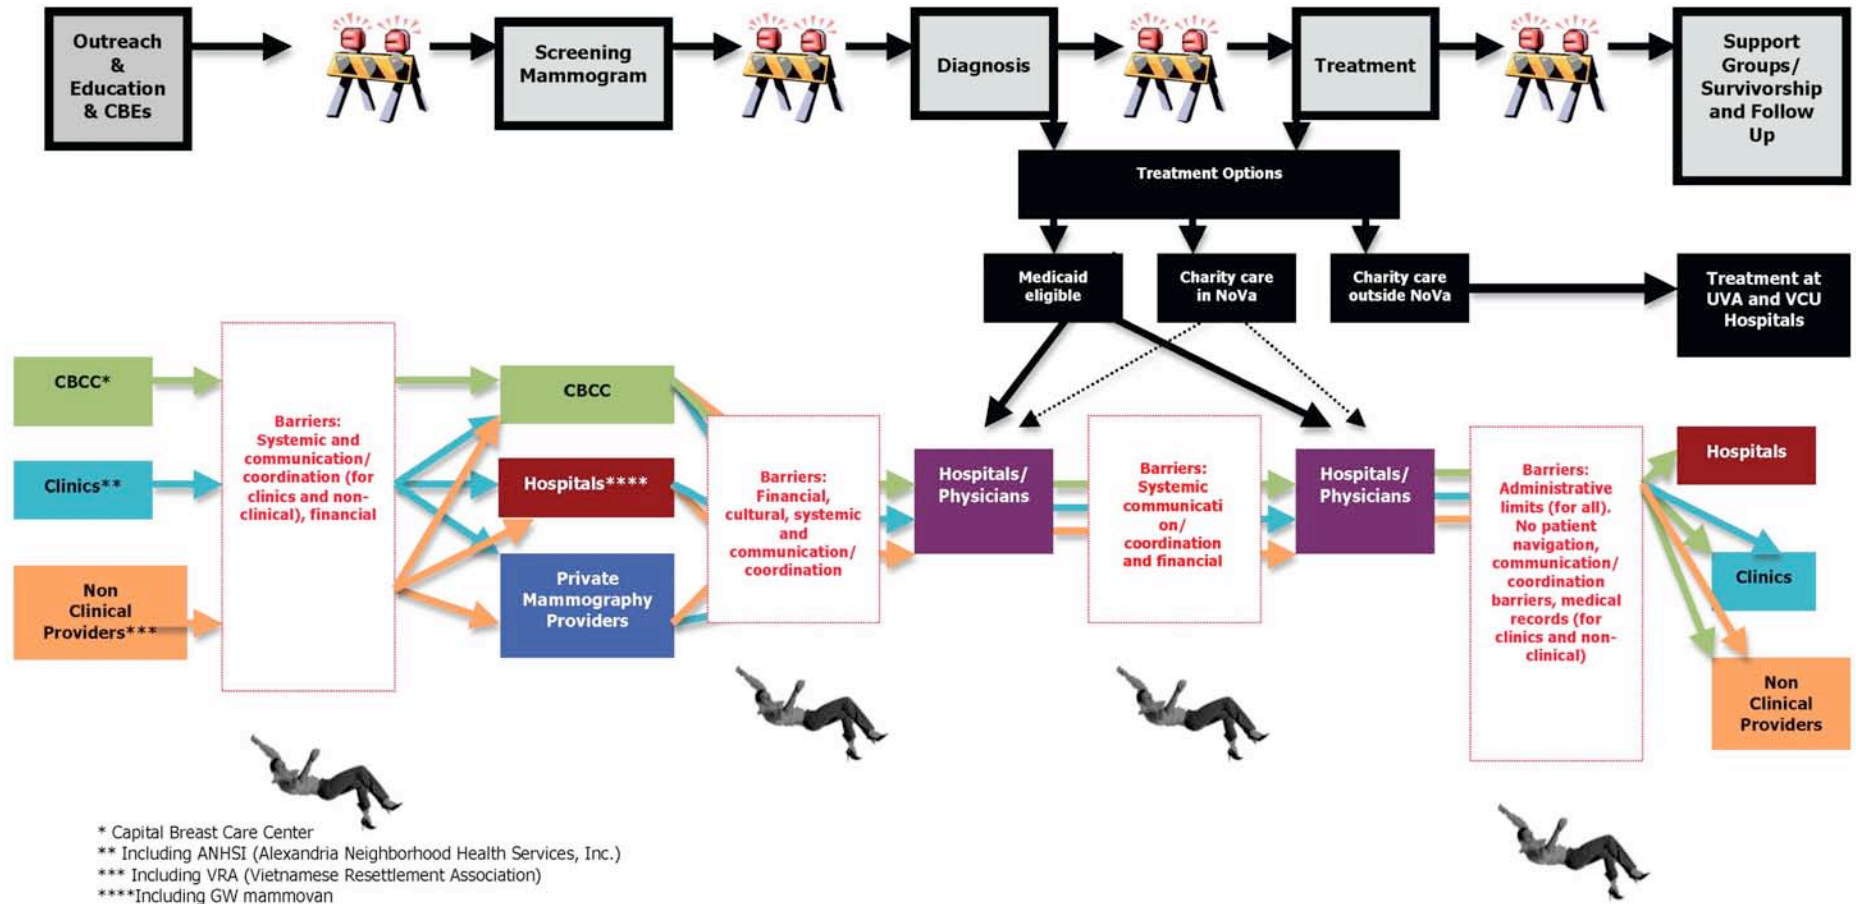 Outreach
&
Education
& CBEs
Screening
Mammogram
Diagnosis
Treatment
Support
Groups/
Survivorship
and Follow
Up
Treatment Options
Medicaid
eligible
Charity care
in NoVa
Charity care
outside NoVa
Treatment at
UVA and VCU
Hospitals
CBCC*
Clinics**
Non
Clinical
Providers***
Barriers:
Systemic and
communication/
coordination (for
clinics and non-
clinical), financial
CBCC
Hospitals****
Private
Mammography
Providers
Barriers:
Financial,
cultural, systemic
and
communication/
coordination
Hospitals/
Physicians
Barriers:
Systemic
communicati
on/
coordination
and financial
Hospitals/
Physicians
Barriers:
Administrative
limits (for all).
No patient
navigation,
communication/
coordination
barriers, medical
records (for
clinics and non-
clinical)
Hospitals
Clinics
Non
Clinical
Providers
* Capital Breast Care Center
** Including ANHSI (Alexandria Neighborhood Health Services, Inc.)
*** Including VRA (Vietnamese Resettlement Association)
****Including GW mammovan